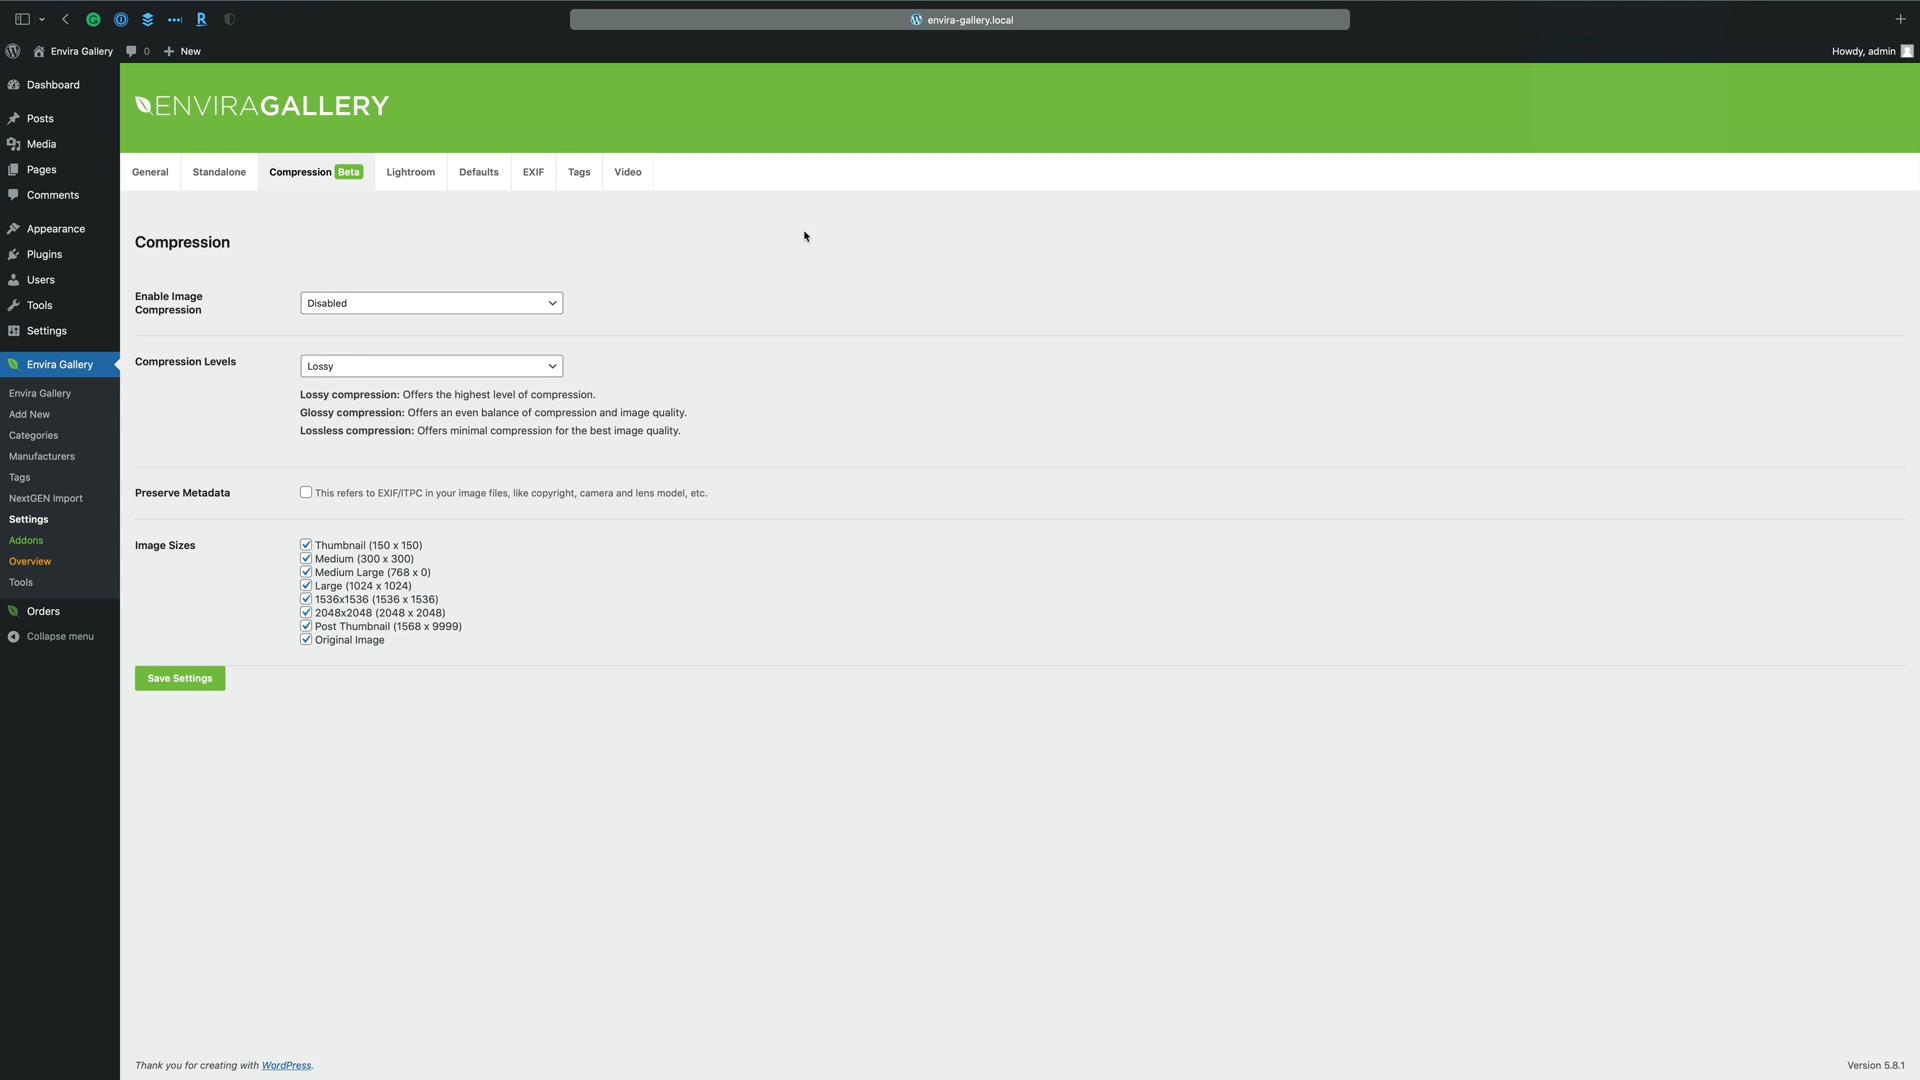 envira-gallery.local
Envira Gallery 0 New
Howdy, admin
Dashboard
Posts
Media
Pages
Comments
Appearance
Plugins
Users
Tools
Settings
Envira Gallery
Envira Gallery
Add New
Categories
Manufacturers
Tags
NextGEN Import
Settings
Addons
Overview
Tools
Orders
Collapse menu
ENVIRAGALLERY
General Standalone Compression Beta Lightroom Defaults EXIF Tags Video
Compression
Enable Image
Compression
Disabled
Compression Levels
Lossy
Lossy compression: Offers the highest level of compression.
Glossy compression: Offers an even balance of compression and image quality.
Lossless compression: Offers minimal compression for the best image quality.
Preserve Metadata
This refers to EXIF/ITPC in your image files, like copyright, camera and lens model, etc.
Image Sizes
Thumbnail (150 x 150)
Medium (300 x 300)
Medium Large (768 x 0)
Large (1024 x 1024)
1536x1536 (1536 x 1536)
2048x2048 (2048 x 2048)
Post Thumbnail (1568 x 9999)
Original Image
Save Settings
Thank you for creating with WordPress.
Version 5.8.1